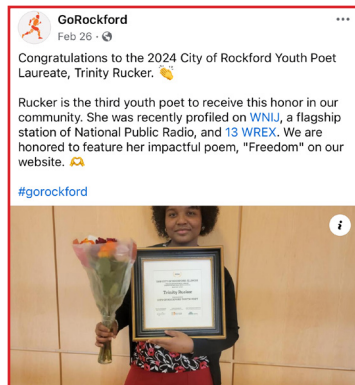 GoRockford
Feb 26 ·
Congratulations to the 2024 City of Rockford Youth Poet
Laureate, Trinity Rucker. 👏
Rucker is the third youth poet to receive this honor in our
community. She was recently profiled on WNIJ, a flagship
station of National Public Radio, and 13 WREX. We are
honored to feature her impactful poem, "Freedom" on our
website. 🫶
#gorockford
Trinity Rucker